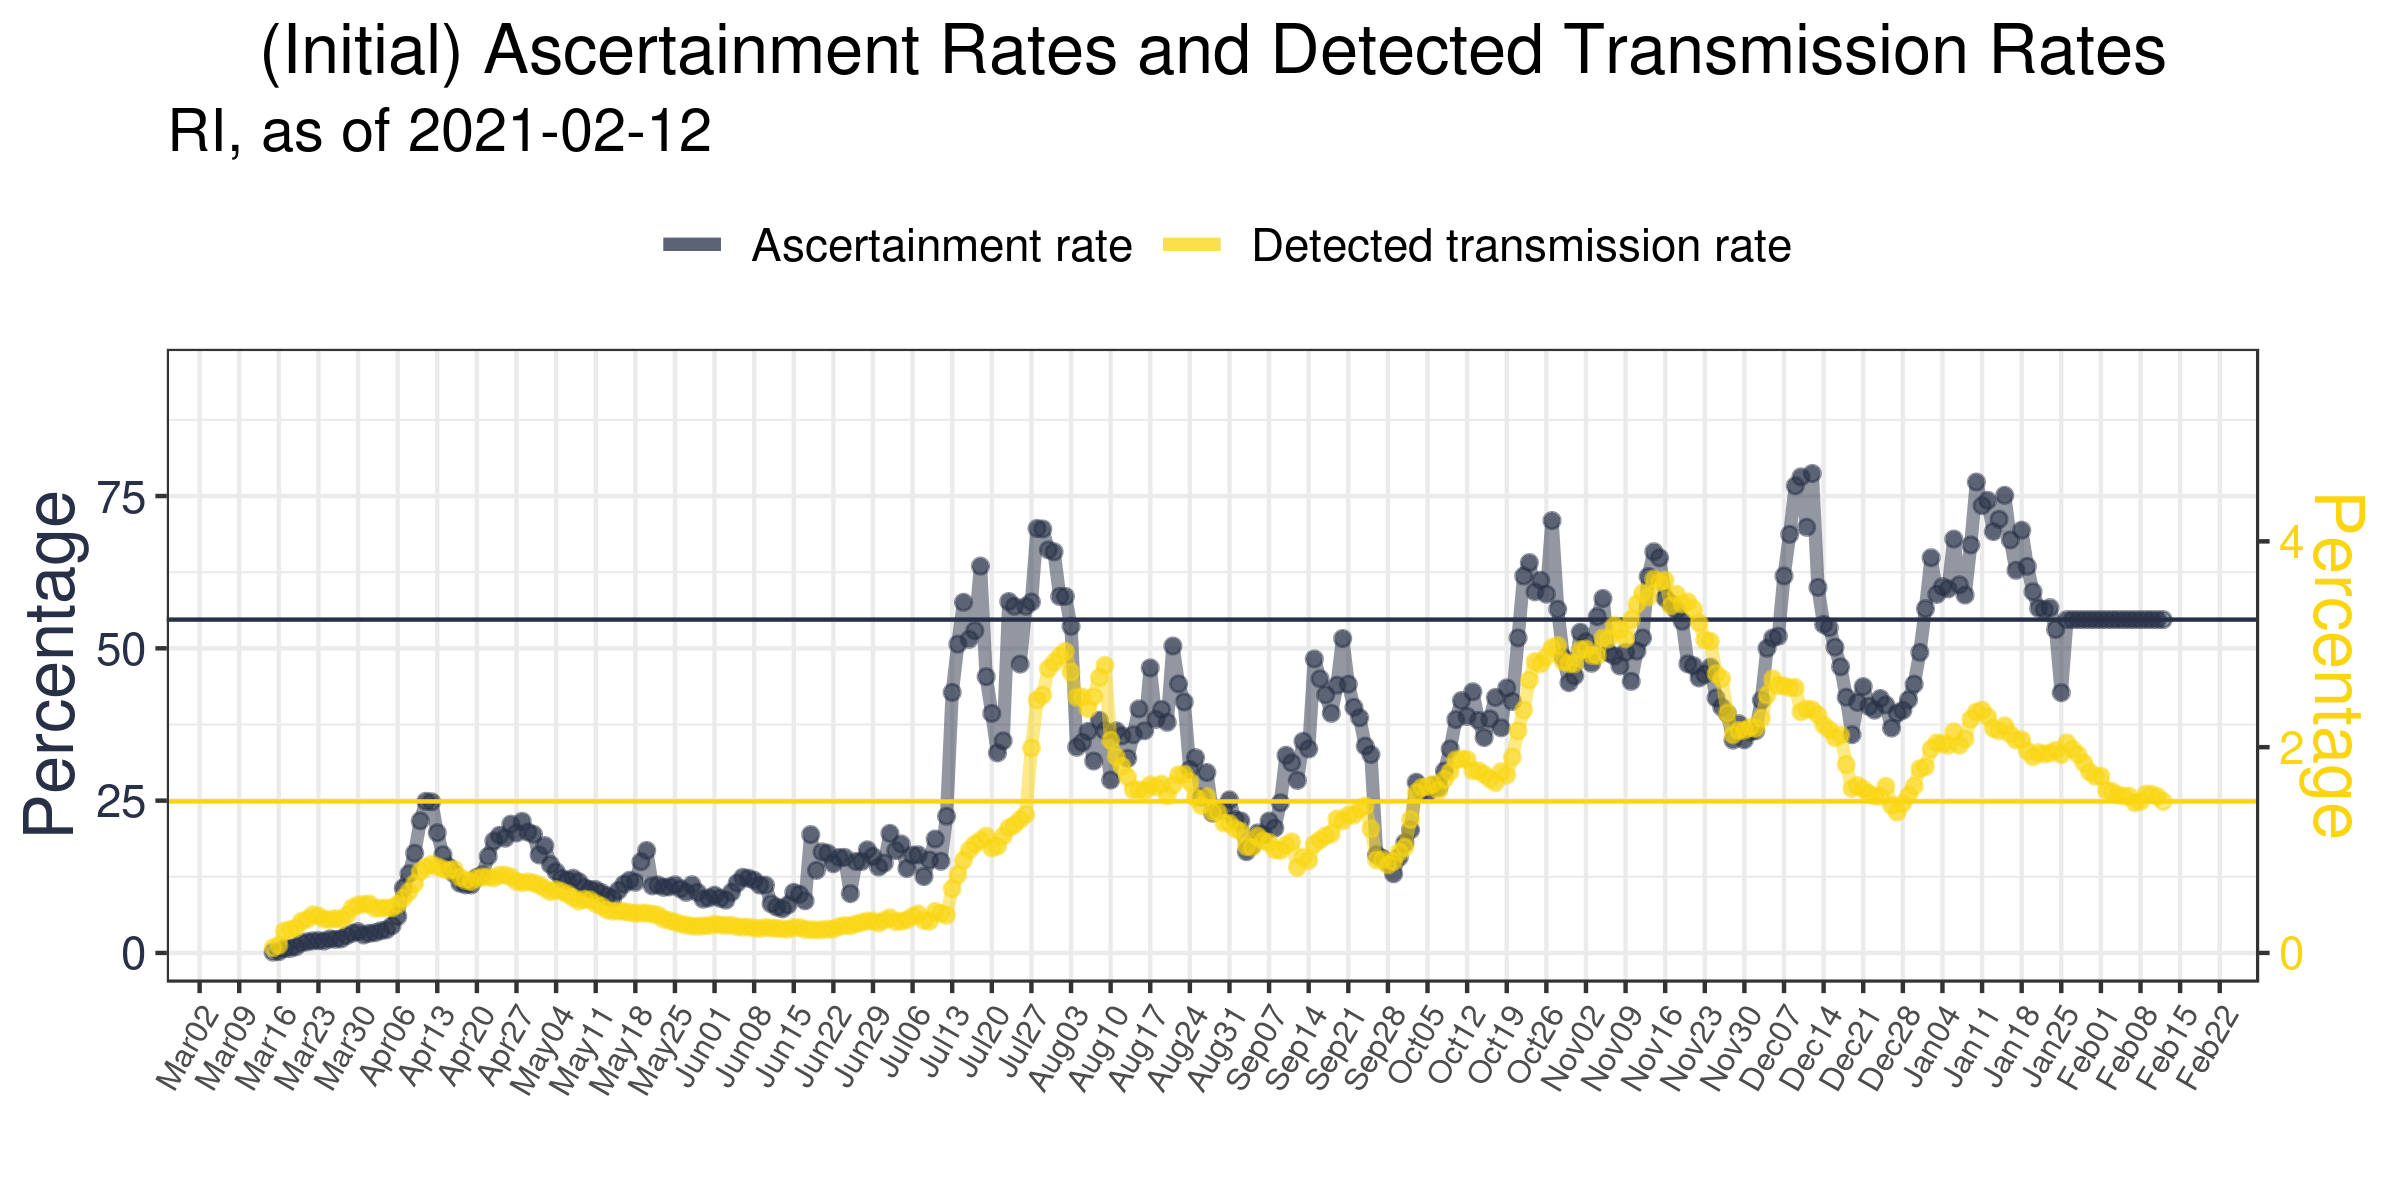 (Initial) Ascertainment Rates and Detected Transmission Rates
RI, as of 2021-02-12
Ascertainment rate Detected transmission rate
Percentage
75
50
25
0
4
2
0
Percentage
Mar02 Mar09 Mar16 Mar23 Mar30 Apr06 Apr13 Apr20 Apr27 May04 May11 May18 May25 Jun01 Jun08 Jun15 Jun22 Jun29 Jul06 Jul13 Jul20 Jul27 Aug03 Aug10 Aug17 Aug24 Aug31 Sep07 Sep14 Sep21 Sep28 Oct05 Oct12 Oct19 Oct26 Nov02 Nov09 Nov16 Nov23 Nov30 Dec07 Dec14 Dec21 Dec28 Jan04 Jan11 Jan18 Jan25 Feb01 Feb08 Feb15 Feb22